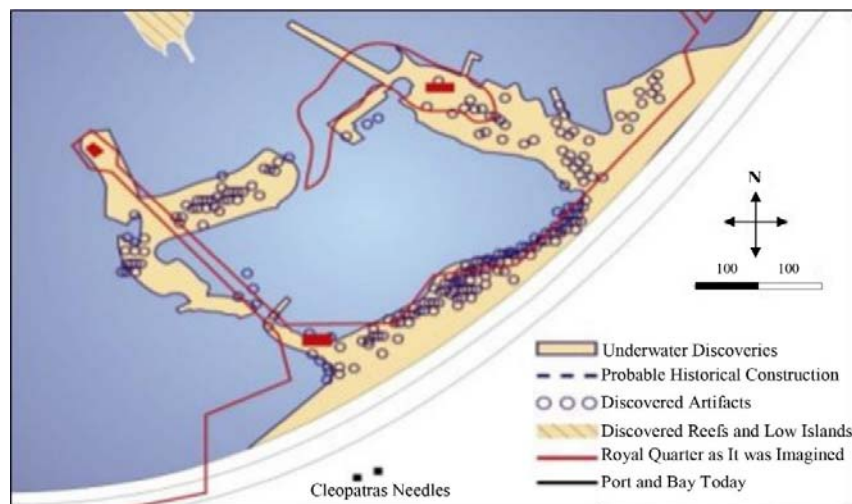 N
100 100
Underwater Discoveries
Probable Historical Construction
Discovered Artifacts
Discovered Reefs and Low Islands
Royal Quarter as It was Imagined
Port and Bay Today
Cleopatras Needles